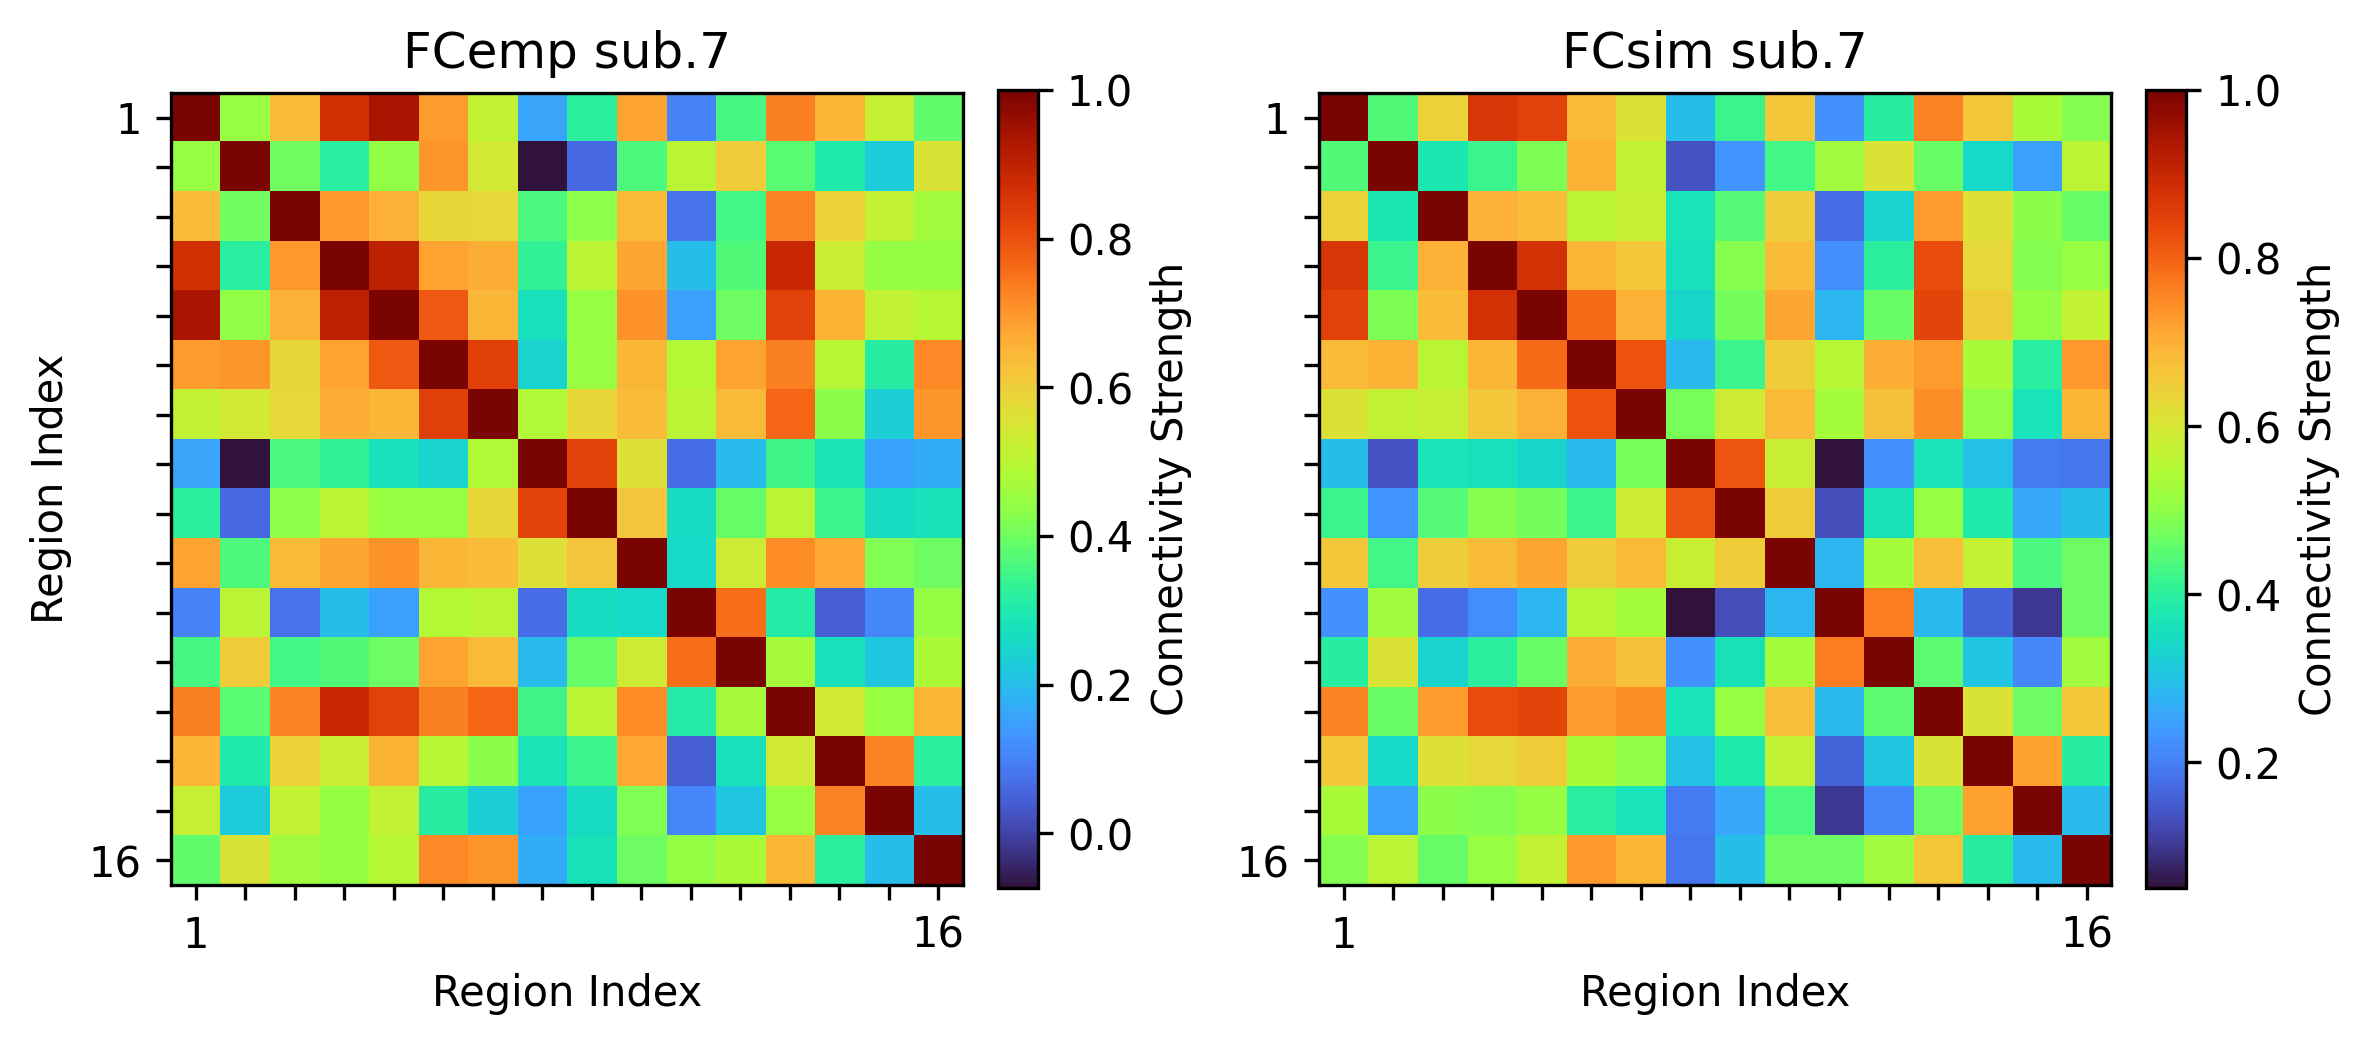 FCemp sub.7
1
16
1
16
Region Index
Region Index
1.0
0.8
0.6
0.4
0.2
0.0
Connectivity Strength
FCsim sub.7
1
16
1
16
Region Index
1.0
0.8
0.6
0.4
0.2
Connectivity Strength